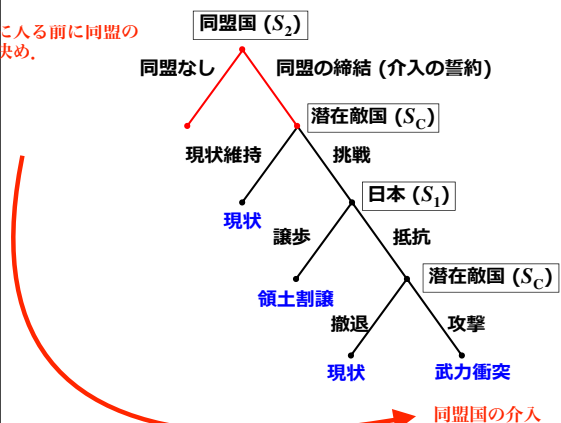 に入る前に同盟の
決め.
同盟国 (S2)
同盟なし
同盟の締結 (介入の誓約)
潜在敵国 (SC)
現状維持
挑戦
日本 (S1)
現状
譲歩
抵抗
潜在敵国 (SC)
領土割譲
撤退
攻撃
現状
武力衝突
同盟国の介入